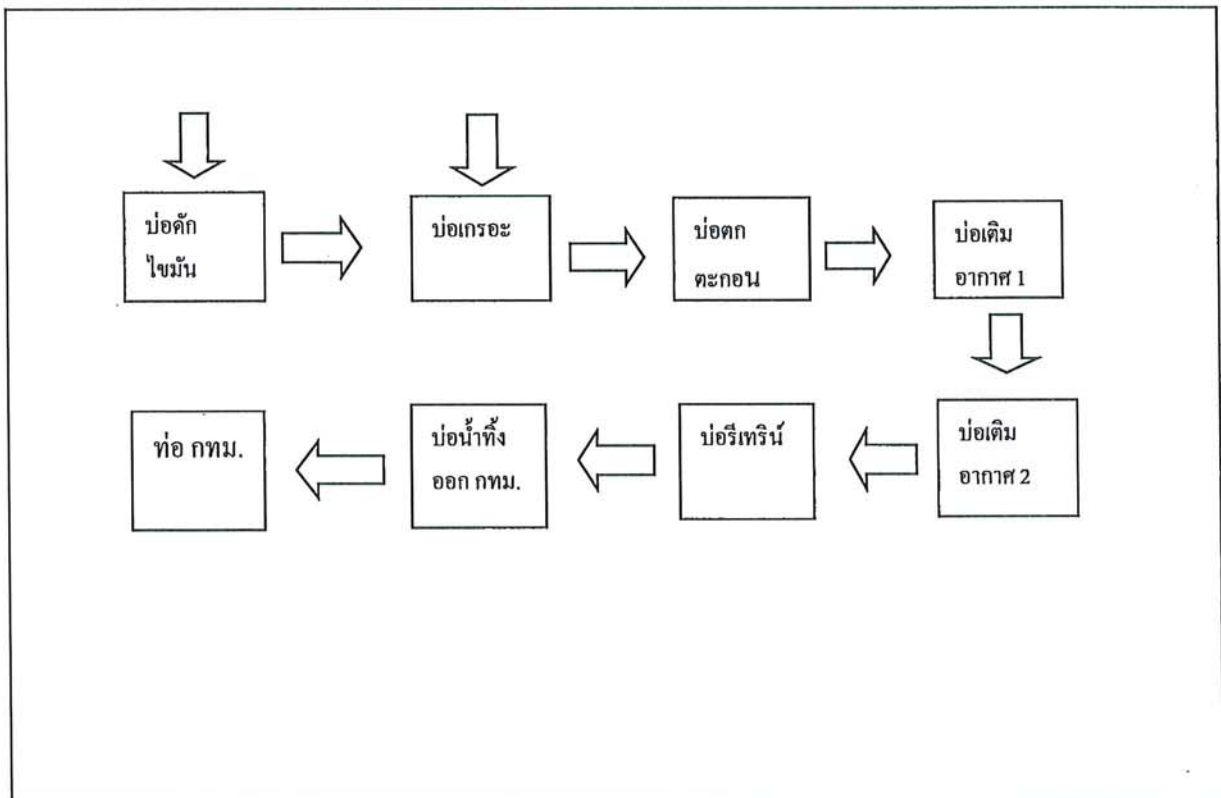 บ่อดัก
ไขมัน
บ่อเกรอะ
บ่อตก
ตะกอน
บ่อเติม
อากาศ 1
บ่อเติม
อากาศ 2
บ่อรีเทริน์
บ่อน้ำทิ้ง
ออก กทม.
ท่อ กทม.